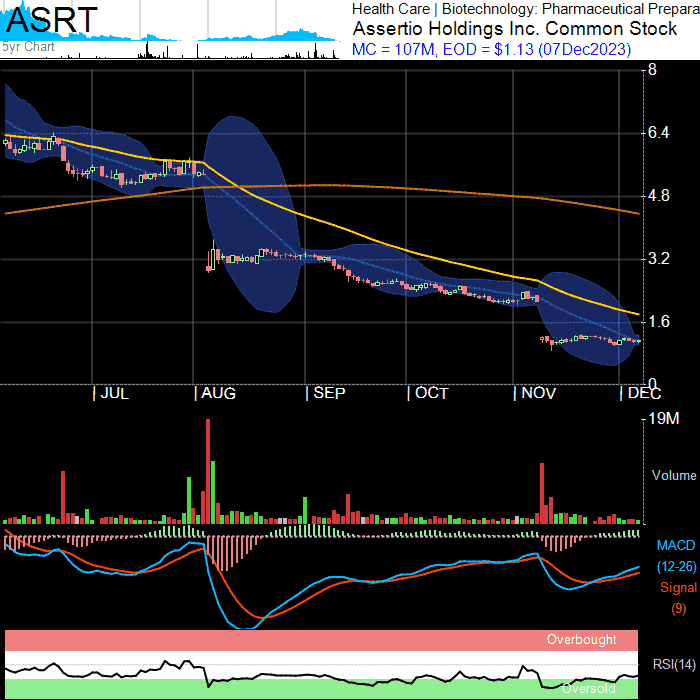 ASRT
5yr Chart
Health Care | Biotechnology: Pharmaceutical Prepara
Assertio Holdings Inc. Common Stock
MC = 107M, EOD = $1.13 (07Dec2023)
8
6.4
4.8
3.2
1.6
0
| JUL | AUG | SEP | OCT | NOV | DEC
19M
Volume
MACD
(12-26)
Signal
(9)
Overbought
RSI(14)
Oversold